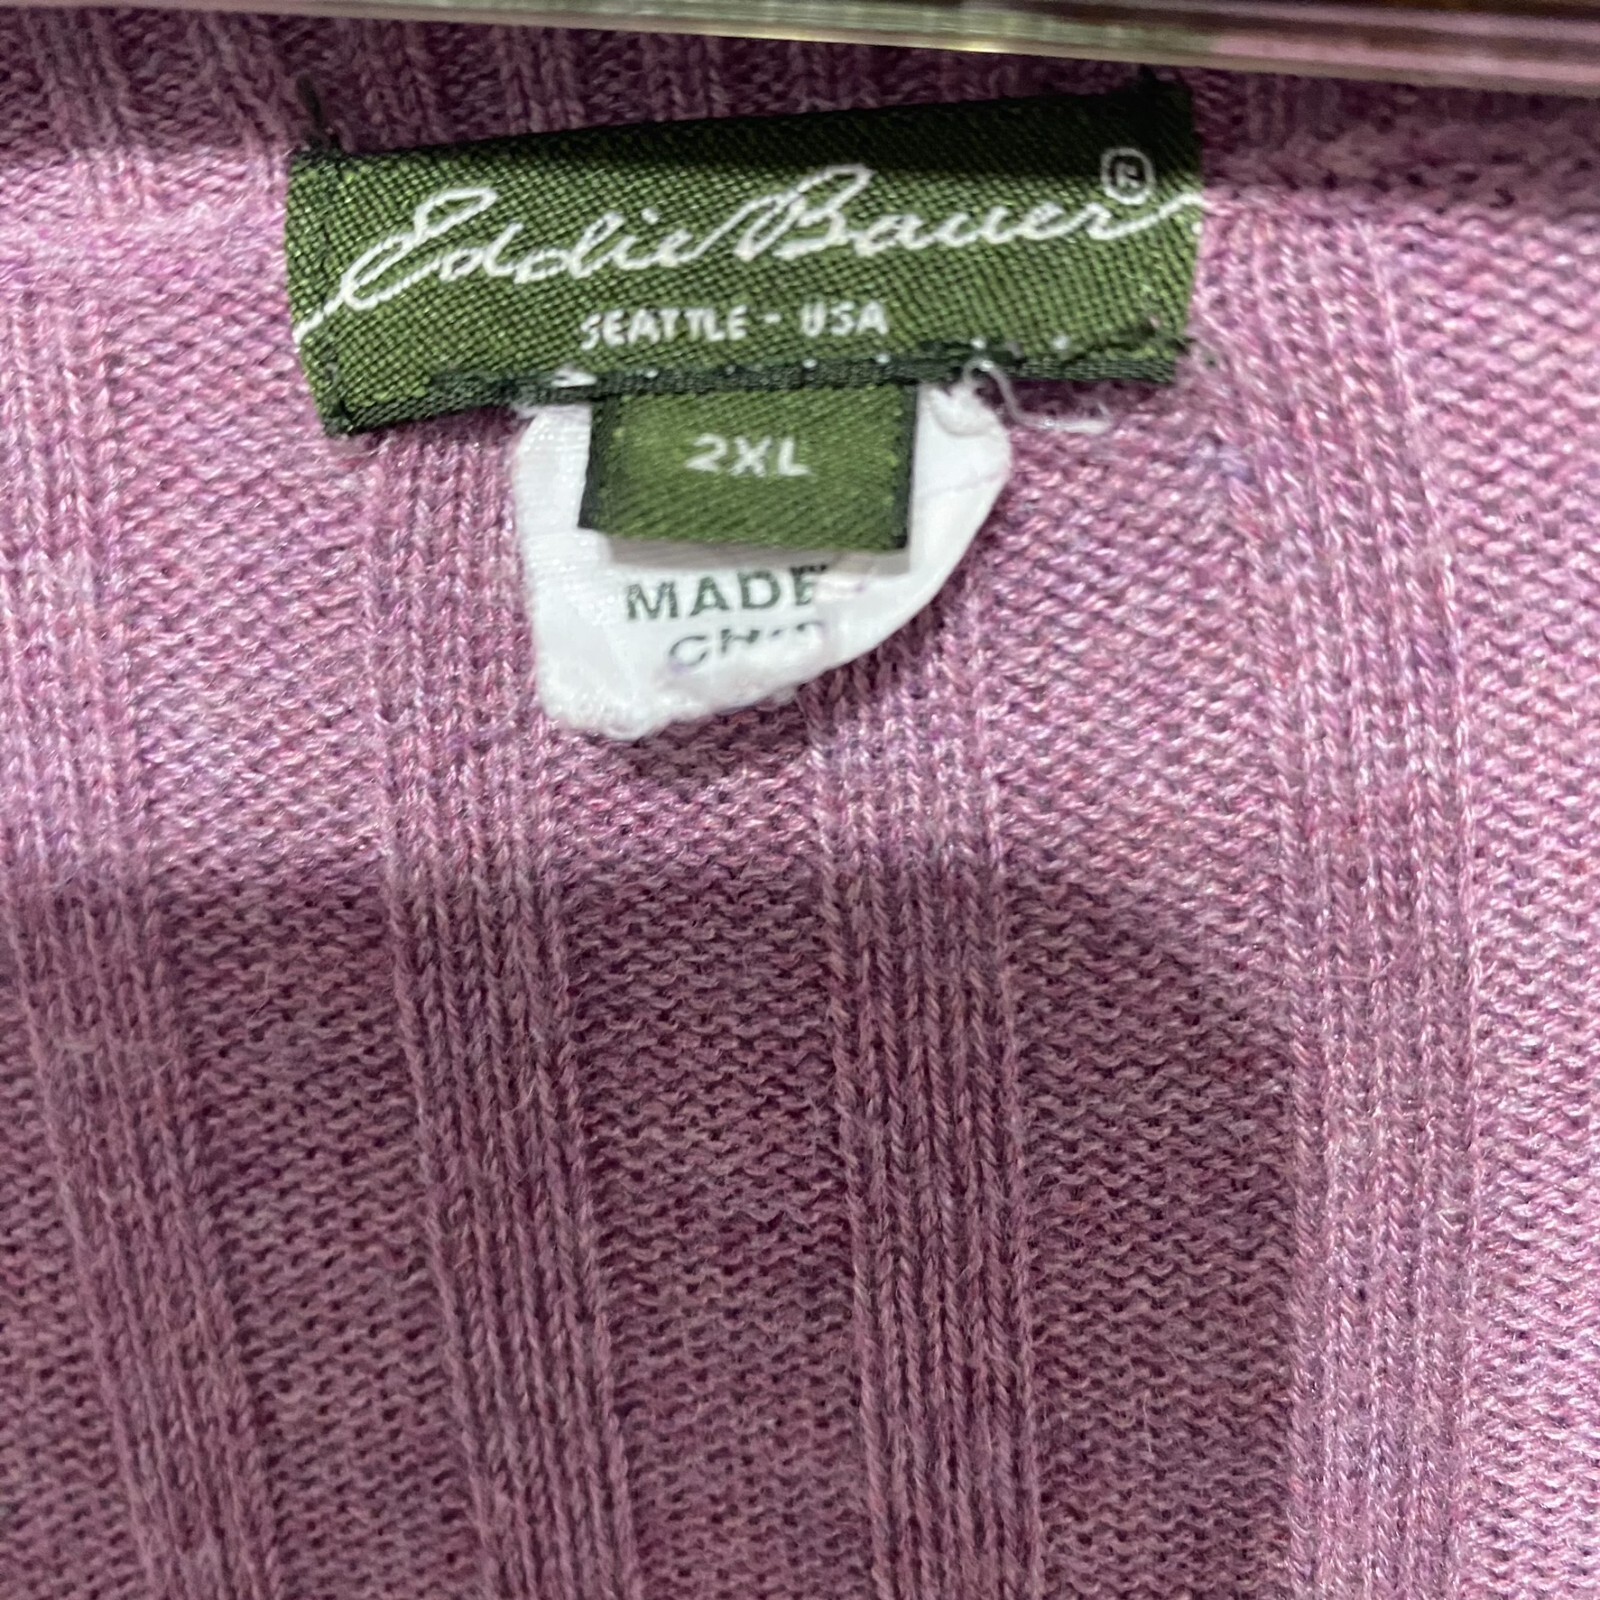 Eddie Bauer®
SEATTLE - USA
2XL
MADE